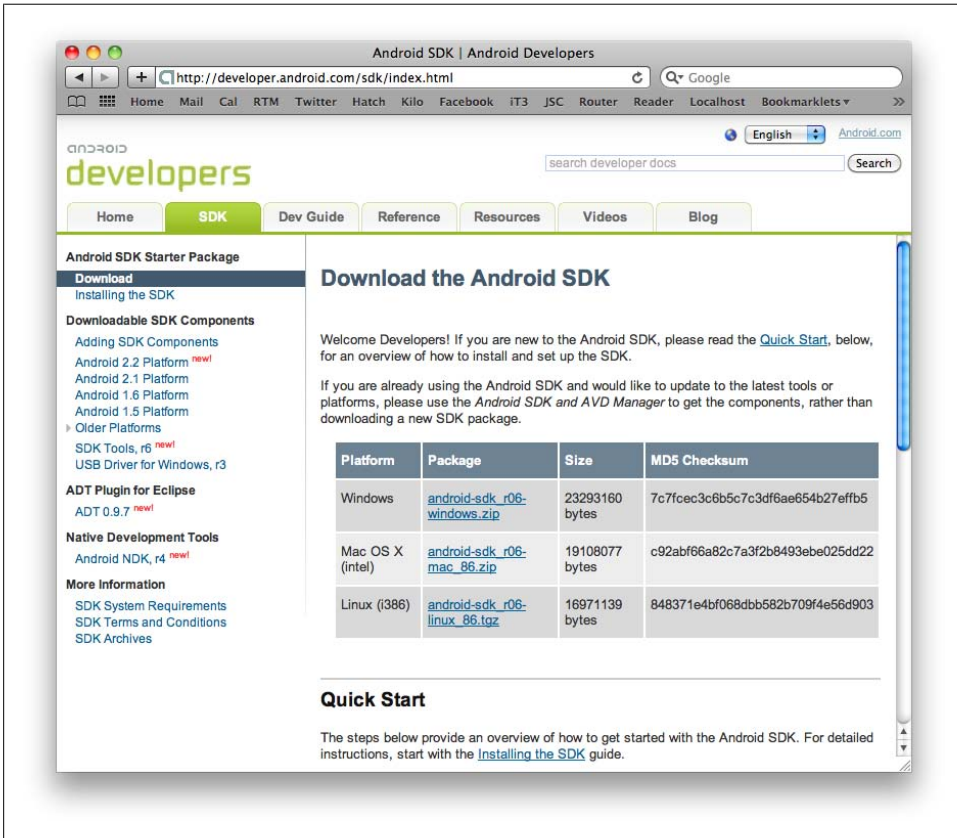 Android SDK | Android Developers
http://developer.android.com/sdk/index.html
Google
Home Mail Cal RTM Twitter Hatch Kilo Facebook iT3 JSC Router Reader Localhost Bookmarklets
English
Android.com
android
developers
search developer docs
Search
Home SDK Dev Guide Reference Resources Videos Blog
Android SDK Starter Package
Download
Installing the SDK
Downloadable SDK Components
Adding SDK Components
Android 2.2 Platform new!
Android 2.1 Platform
Android 1.6 Platform
Android 1.5 Platform
Older Platforms
SDK Tools, r6 new!
USB Driver for Windows, r3
ADT Plugin for Eclipse
ADT 0.9.7 new!
Native Development Tools
Android NDK, r4 new!
More Information
SDK System Requirements
SDK Terms and Conditions
SDK Archives
Download the Android SDK
Welcome Developers! If you are new to the Android SDK, please read the Quick Start, below,
for an overview of how to install and set up the SDK.
If you are already using the Android SDK and would like to update to the latest tools or
platforms, please use the Android SDK and AVD Manager to get the components, rather than
downloading a new SDK package.
Platform Package Size MD5 Checksum
Windows android-sdk_r06- 23293160 7c7fcec3c6b5c7c3df6ae654b27effb5
windows.zip bytes
Mac OS X android-sdk_r06- 19108077 c92abf66a82c7a3f2b8493ebe025dd22
(intel) mac_86.zip bytes
Linux (i386) android-sdk_r06- 16971139 848371e4bf068dbb582b709f4e56d903
linux_86.tgz bytes
Quick Start
The steps below provide an overview of how to get started with the Android SDK. For detailed
instructions, start with the Installing the SDK guide.